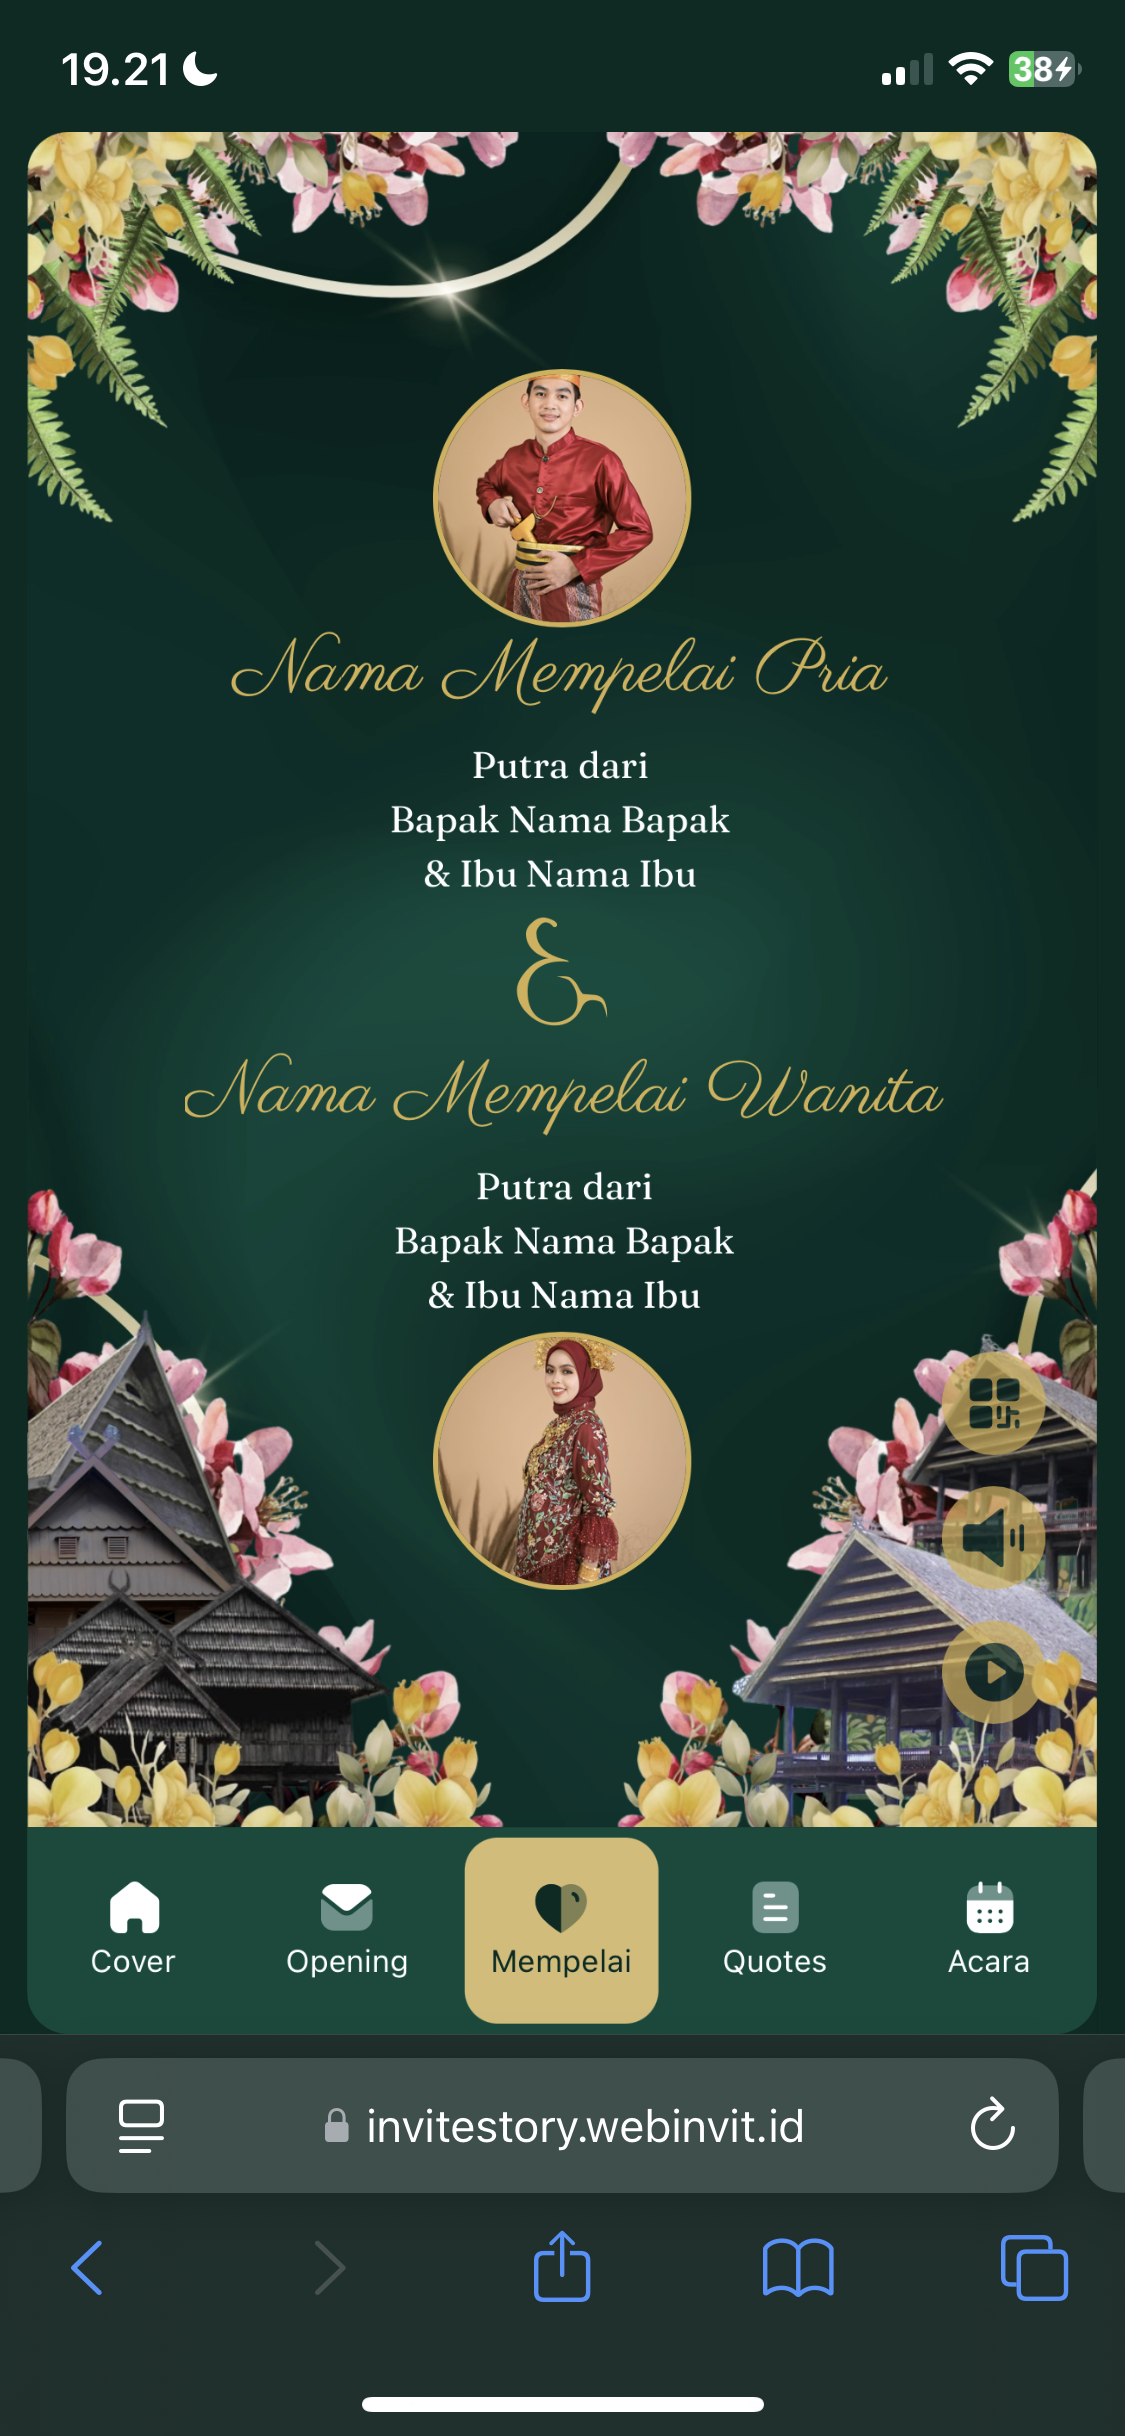 19.21
38
Nama Mempelai Pria
Putra dari
Bapak Nama Bapak
& Ibu Nama Ibu
&
Nama Mempelai Wanita
Putra dari
Bapak Nama Bapak
& Ibu Nama Ibu
Cover Opening Mempelai Quotes Acara
invitestory.webinvit.id